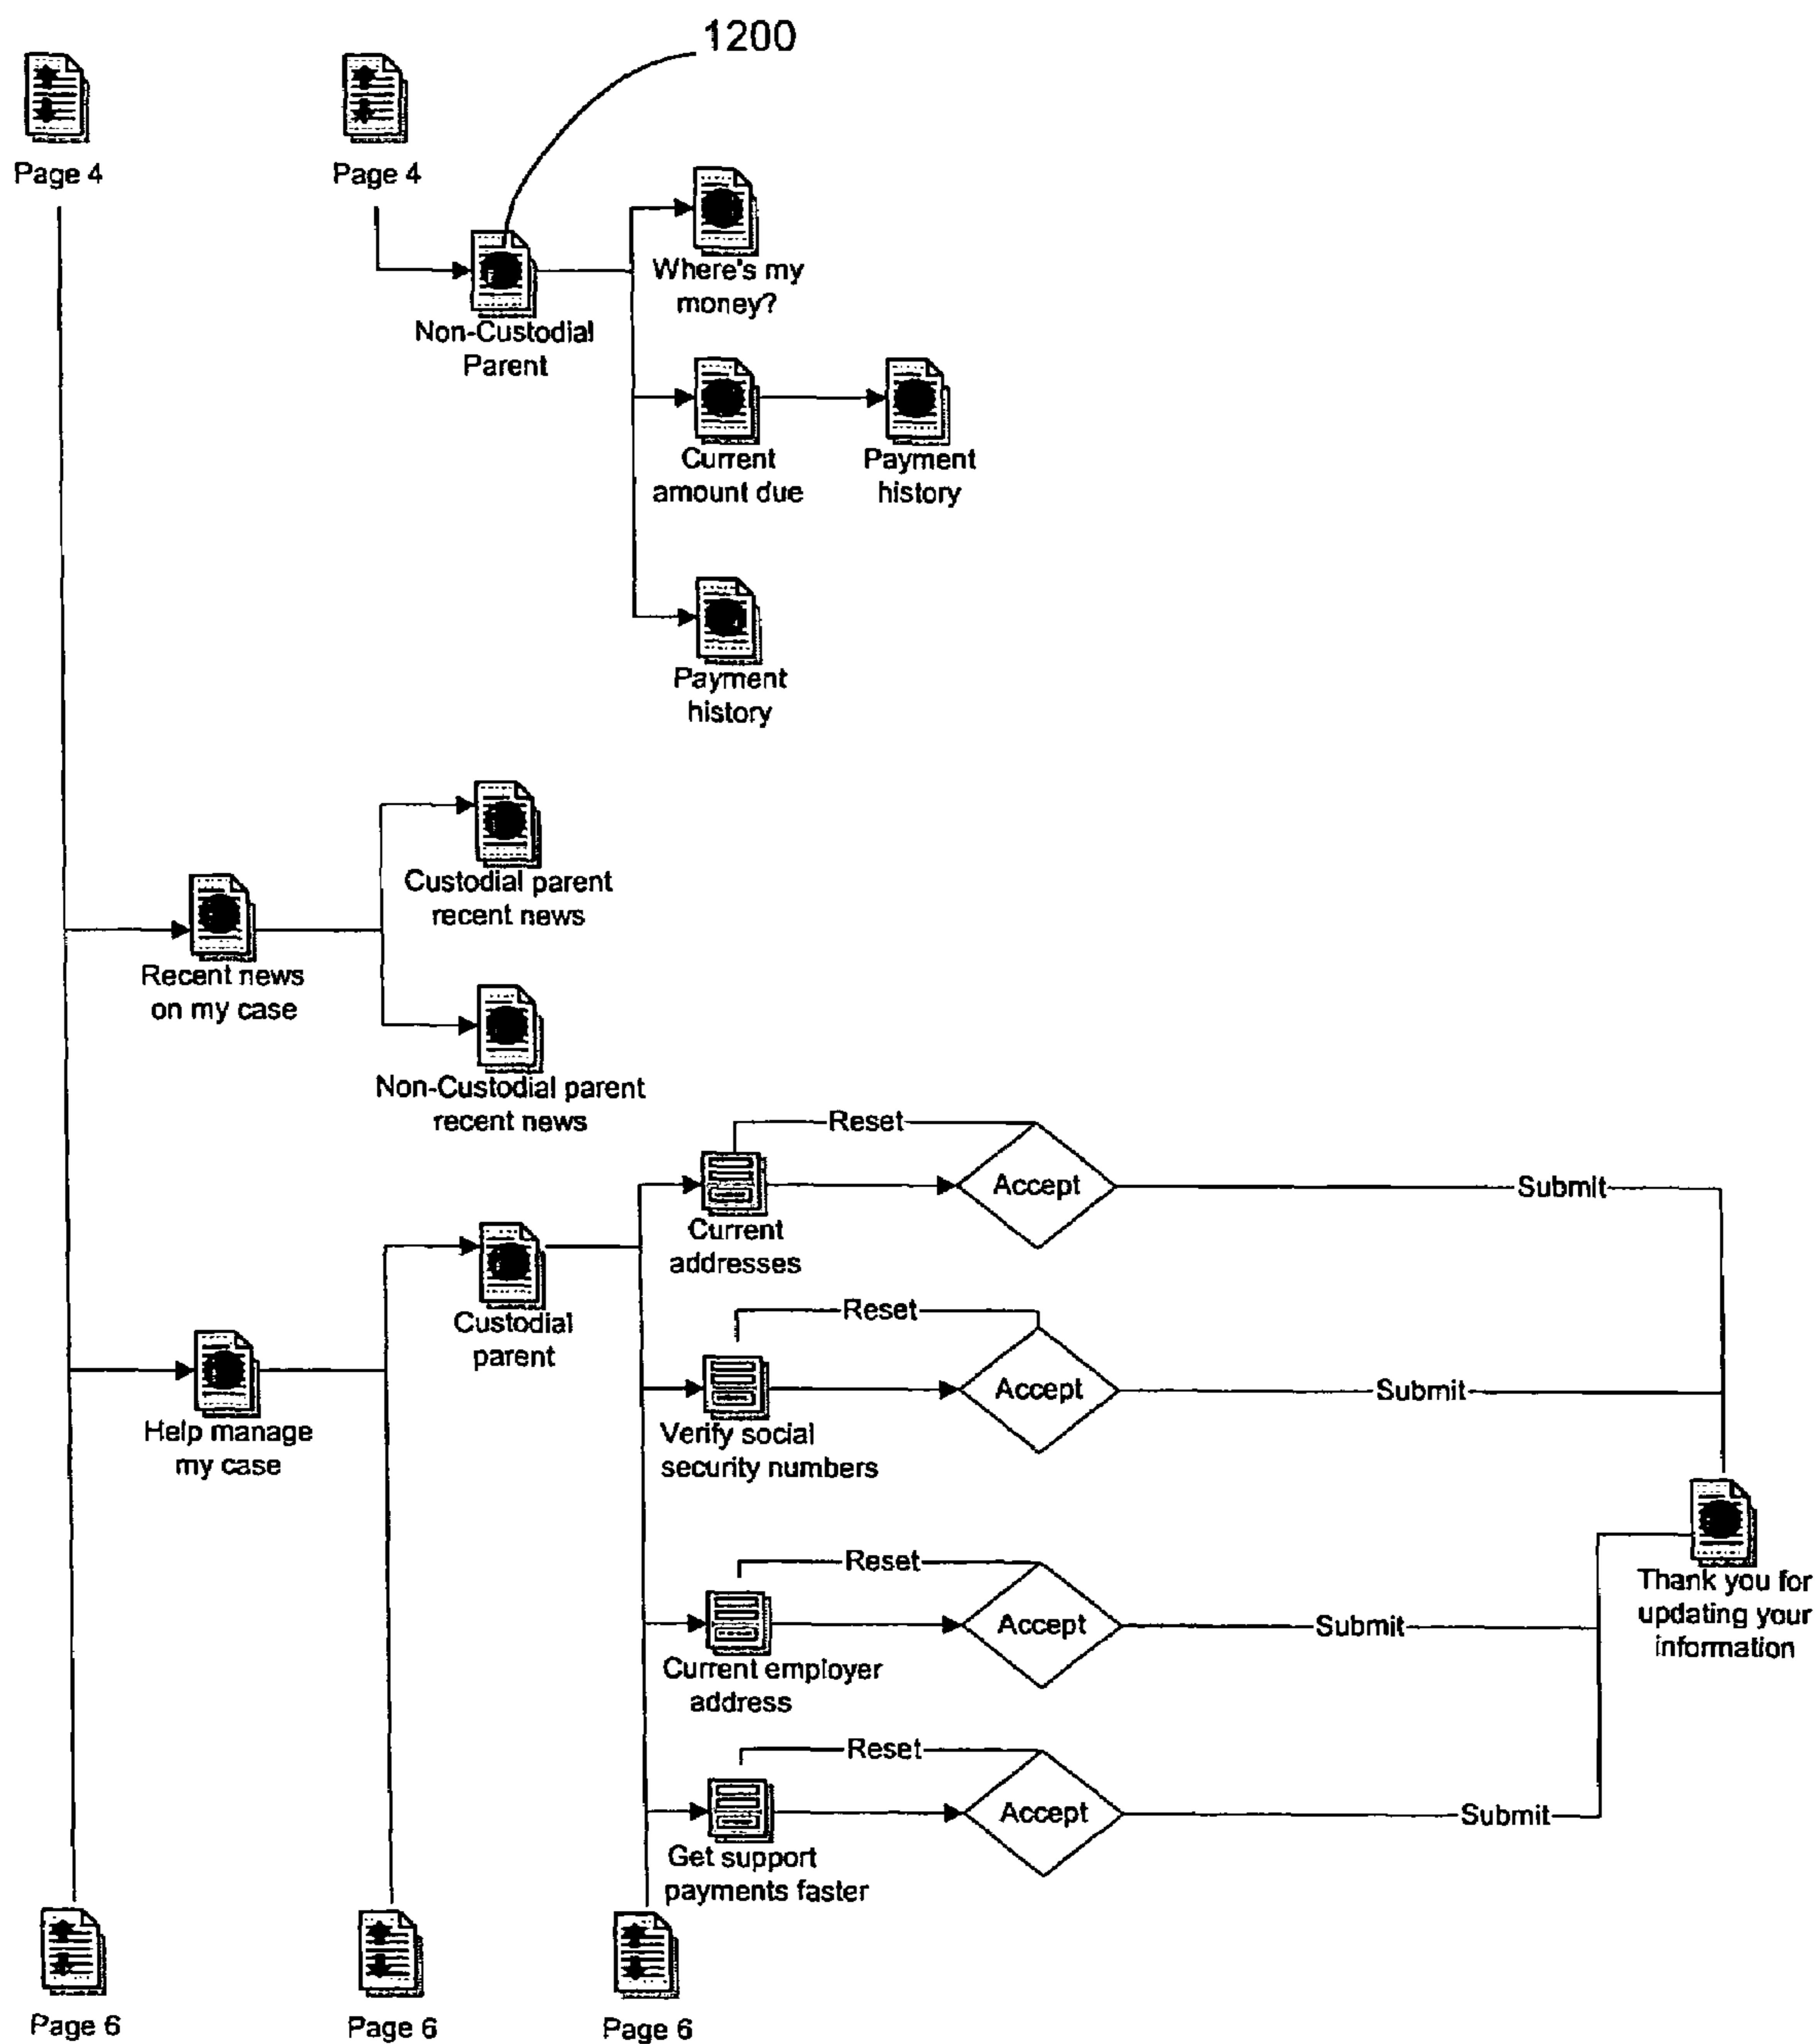 1200
Page 4
Page 4
Where's my
money?
Non-Custodial
Parent
Current
amount due
Payment
history
Payment
history
Custodial parent
recent news
Recent news
on my case
Non-Custodial parent
recent news
Reset
Accept
Submit
Current
addresses
Custodial
parent
Reset
Accept
Submit
Help manage
my case
Verify social
security numbers
Reset
Accept
Submit
Thank you for
updating your
information
Current employer
address
Reset
Accept
Submit
Get support
payments faster
Page 6
Page 6
Page 6